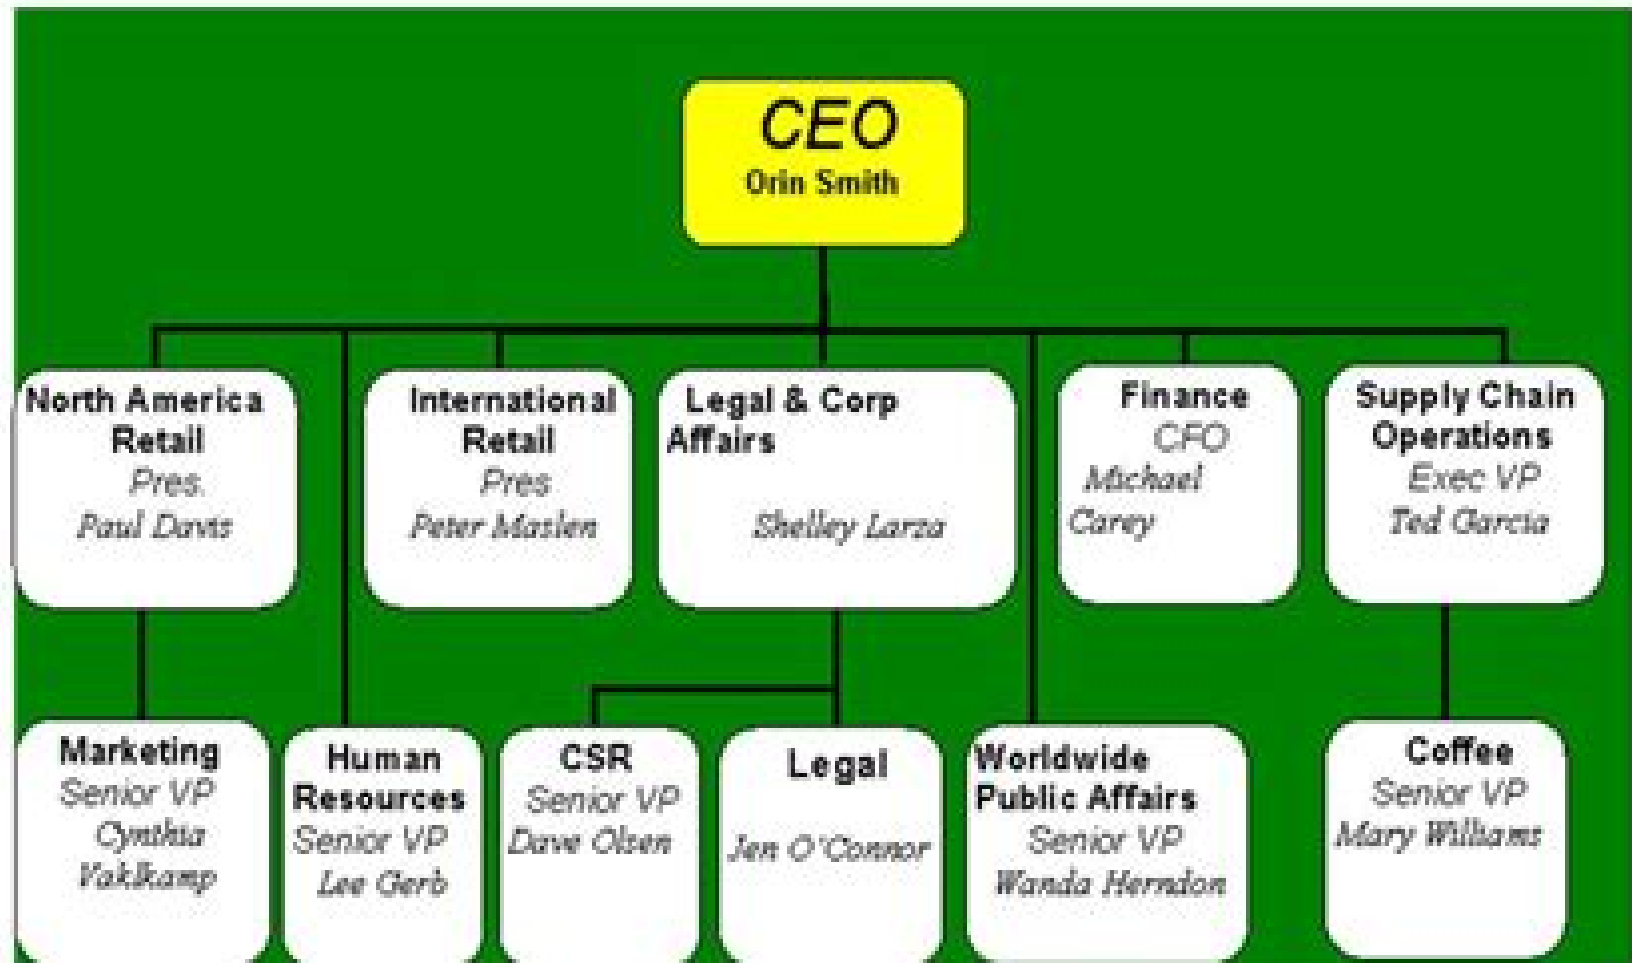 CEO
Orin Smith
North America
Retail
Pres.
Paul Davis
International
Retail
Pres
Peter Maslen
Legal & Corp
Affairs
Shelley Larza
Finance
CFO
Michael
Carey
Supply Chain
Operations
Exec VP
Ted Garcia
Marketing
Senior VP
Cynthia
Vaklkamp
Human
Resources
Senior VP
Lee Gerb
CSR
Senior VP
Dave Olsen
Legal
Jen O'Connor
Worldwide
Public Affairs
Senior VP
Wanda Herndon
Coffee
Senior VP
Mary Williams